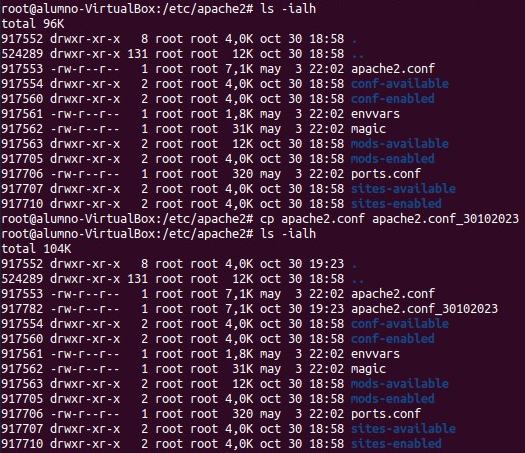 root@alumno-VirtualBox:/etc/apache2# ls -ialh
total 96K
917552 drwxr-xr-x   8 root root 4,0K oct 30 18:58 .
524289 drwxr-xr-x 131 root root  12K oct 30 18:58 ..
917553 -rw-r--r--   1 root root 7,1K may  3 22:02 apache2.conf
917554 drwxr-xr-x   2 root root 4,0K oct 30 18:58 conf-available
917560 drwxr-xr-x   2 root root 4,0K oct 30 18:58 conf-enabled
917561 -rw-r--r--   1 root root 1,8K may  3 22:02 envvars
917562 -rw-r--r--   1 root root  31K may  3 22:02 magic
917563 drwxr-xr-x   2 root root  12K oct 30 18:58 mods-available
917705 drwxr-xr-x   2 root root 4,0K oct 30 18:58 mods-enabled
917706 -rw-r--r--   1 root root  320 may  3 22:02 ports.conf
917707 drwxr-xr-x   2 root root 4,0K oct 30 18:58 sites-available
917710 drwxr-xr-x   2 root root 4,0K oct 30 18:58 sites-enabled
root@alumno-VirtualBox:/etc/apache2# cp apache2.conf apache2.conf_30102023
root@alumno-VirtualBox:/etc/apache2# ls -ialh
total 104K
917552 drwxr-xr-x   8 root root 4,0K oct 30 19:23 .
524289 drwxr-xr-x 131 root root  12K oct 30 18:58 ..
917553 -rw-r--r--   1 root root 7,1K may  3 22:02 apache2.conf
917782 -rw-r--r--   1 root root 7,1K oct 30 19:23 apache2.conf_30102023
917554 drwxr-xr-x   2 root root 4,0K oct 30 18:58 conf-available
917560 drwxr-xr-x   2 root root 4,0K oct 30 18:58 conf-enabled
917561 -rw-r--r--   1 root root 1,8K may  3 22:02 envvars
917562 -rw-r--r--   1 root root  31K may  3 22:02 magic
917563 drwxr-xr-x   2 root root  12K oct 30 18:58 mods-available
917705 drwxr-xr-x   2 root root 4,0K oct 30 18:58 mods-enabled
917706 -rw-r--r--   1 root root  320 may  3 22:02 ports.conf
917707 drwxr-xr-x   2 root root 4,0K oct 30 18:58 sites-available
917710 drwxr-xr-x   2 root root 4,0K oct 30 18:58 sites-enabled